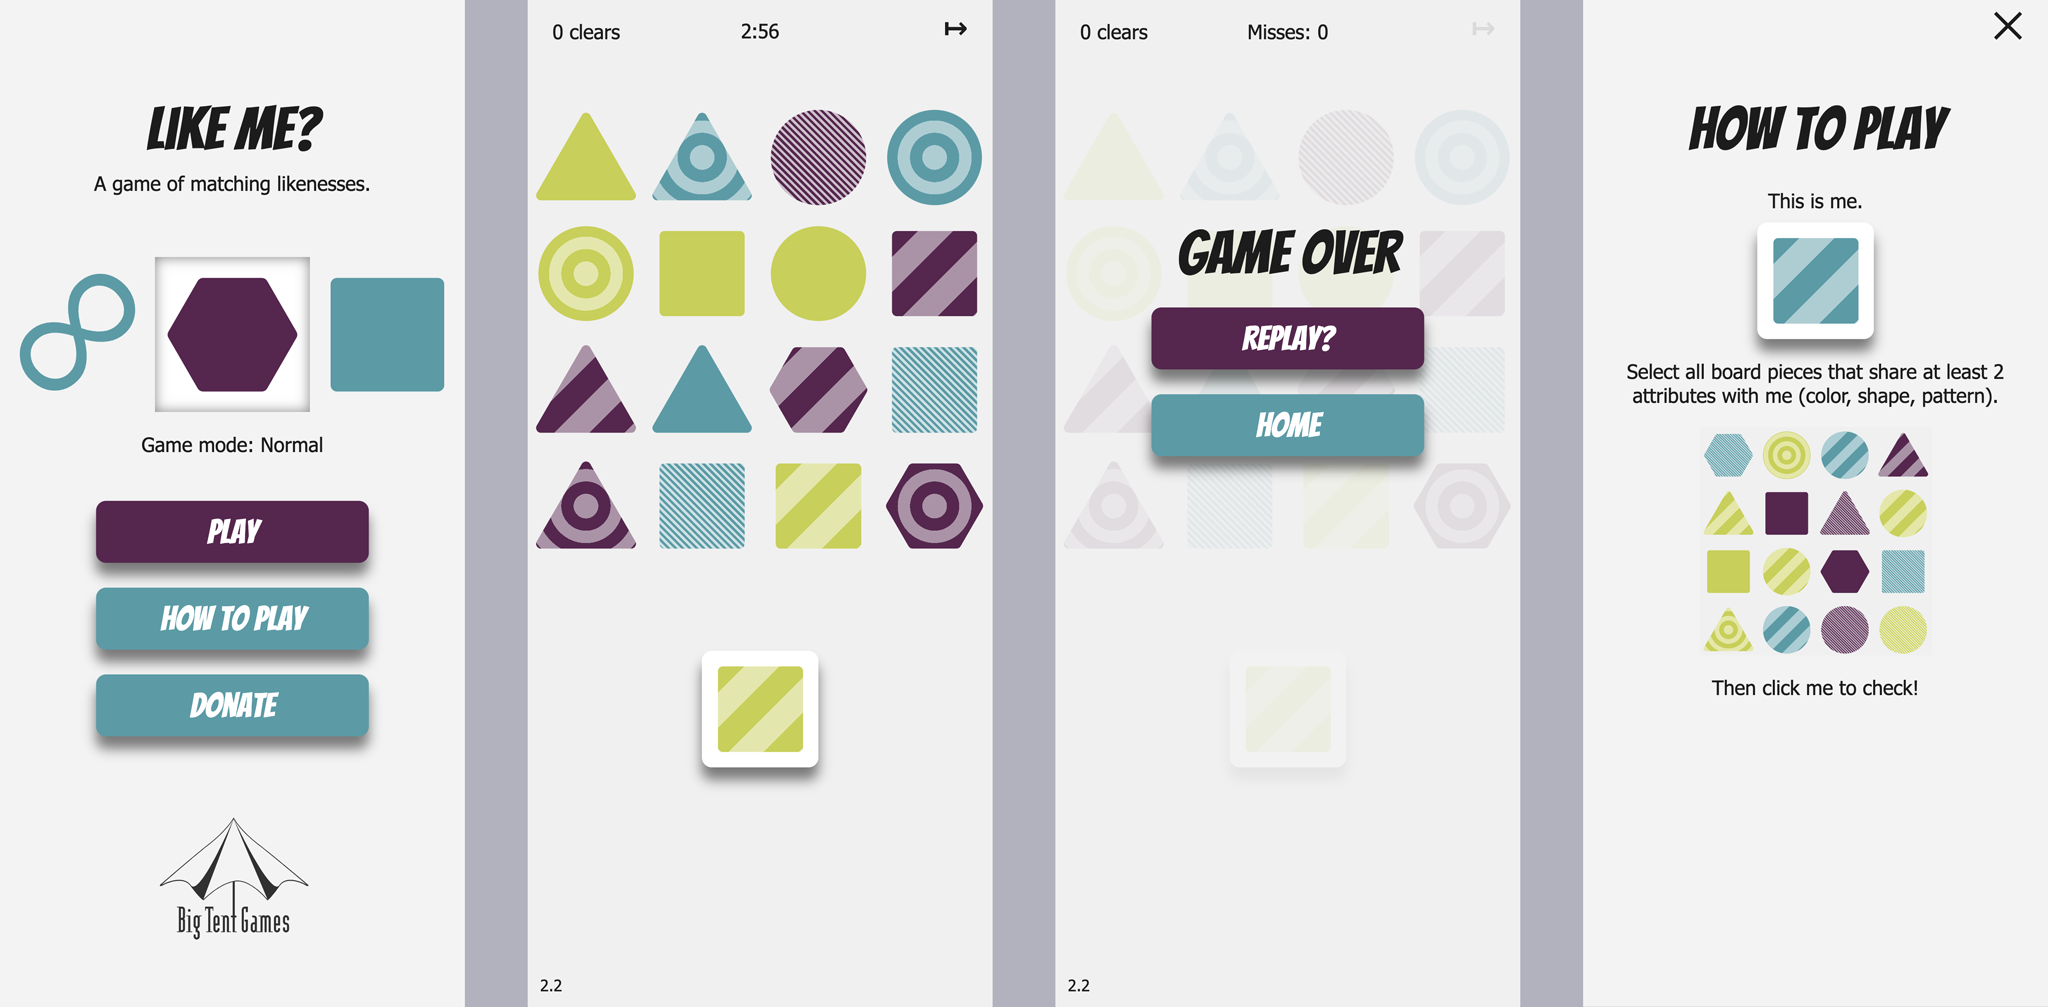 LIKE ME?
A game of matching likenesses.
Game mode: Normal
PLAY
HOW TO PLAY
DONATE
Big Tent Games
0 clears
2:56
2.2
0 clears
Misses: 0
GAME OVER
REPLAY?
HOME
2.2
HOW TO PLAY
This is me.
Select all board pieces that share at least 2
attributes with me (color, shape, pattern).
Then click me to check!